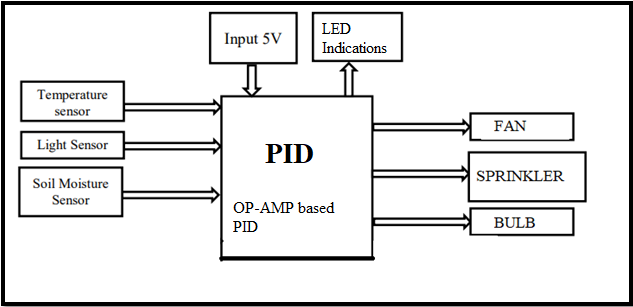 Input 5V
LED
Indications
Temperature
sensor
Light Sensor
Soil Moisture
Sensor
PID
OP-AMP based
PID
FAN
SPRINKLER
BULB